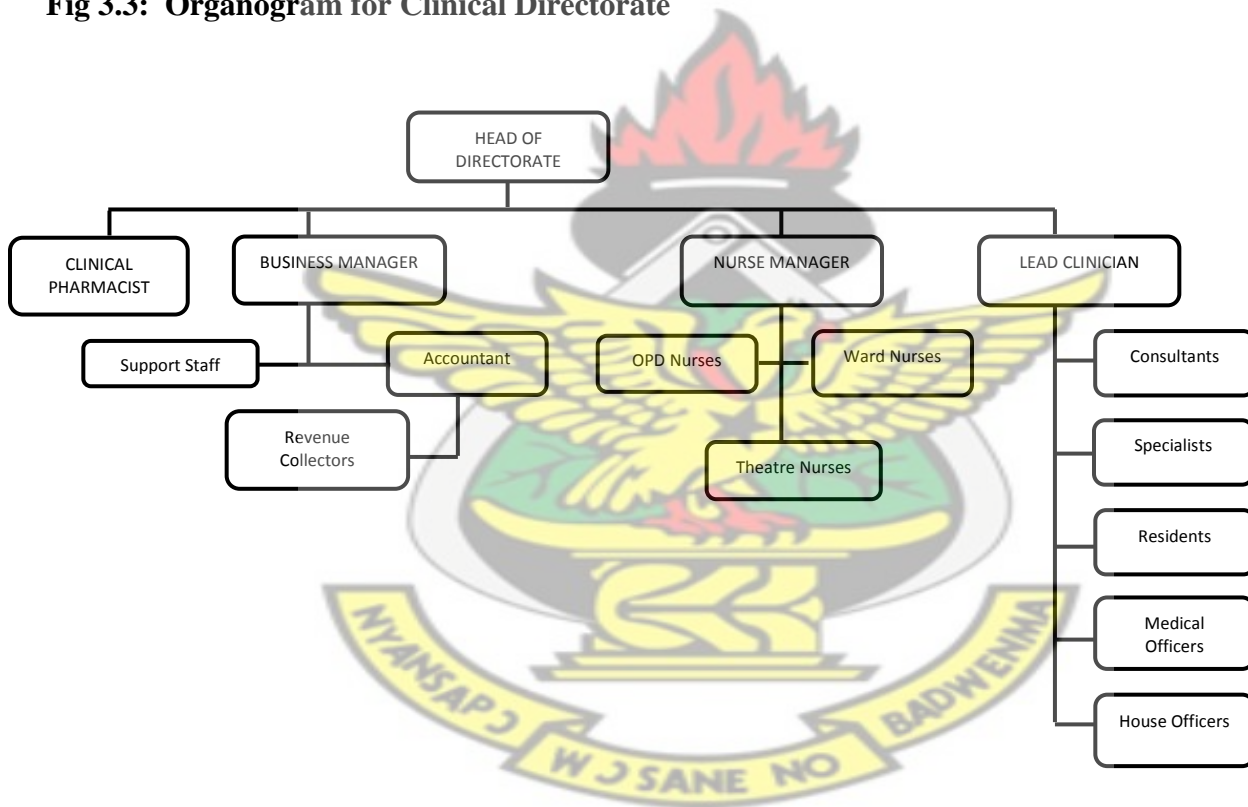 Fig 3.3: Organogram for Clinical Directorate
HEAD OF
DIRECTORATE
CLINICAL
PHARMACIST
BUSINESS MANAGER
NURSE MANAGER
LEAD CLINICIAN
Support Staff
Accountant
OPD Nurses
Ward Nurses
Consultants
Revenue
Collectors
Theatre Nurses
Specialists
Residents
Medical
Officers
House Officers
NYANSAPƆ
WƆSANE NO
BADWENMA